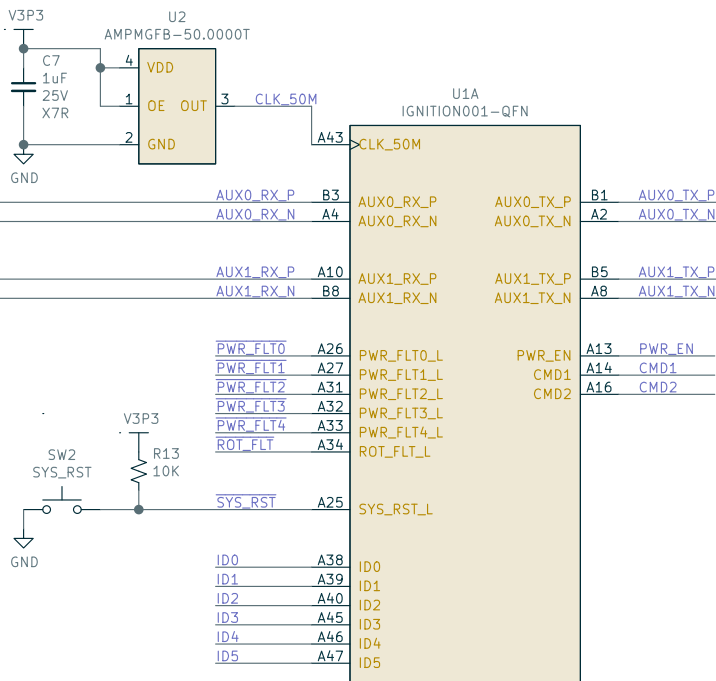 V3P3
U2
AMPMGFB-50.0000T
C7
1uF
25V
X7R
4 VDD
1 OE OUT 3 CLK_50M
2 GND
GND
U1A
IGNITION001-QFN
A43 CLK_50M
AUX0_RX_P B3 AUX0_RX_P AUX0_TX_P B1 AUX0_TX_P
AUX0_RX_N A4 AUX0_RX_N AUX0_TX_N A2 AUX0_TX_N
AUX1_RX_P A10 AUX1_RX_P AUX1_TX_P B5 AUX1_TX_P
AUX1_RX_N B8 AUX1_RX_N AUX1_TX_N A8 AUX1_TX_N
PWR_FLT0 A26 PWR_FLT0_L PWR_EN A13 PWR_EN
PWR_FLT1 A27 PWR_FLT1_L CMD1 A14 CMD1
PWR_FLT2 A31 PWR_FLT2_L CMD2 A16 CMD2
PWR_FLT3 A32 PWR_FLT3_L
PWR_FLT4 A33 PWR_FLT4_L
ROT_FLT A34 ROT_FLT_L
V3P3
R13
10K
SW2
SYS_RST
SYS_RST A25 SYS_RST_L
GND
ID0 A38 ID0
ID1 A39 ID1
ID2 A40 ID2
ID3 A45 ID3
ID4 A46 ID4
ID5 A47 ID5